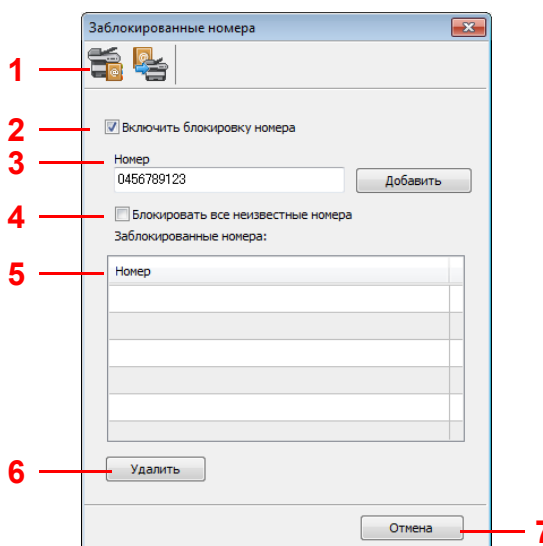 Заблокированные номера
1
2 Включить блокировку номера
3 Номер
0456789123 Добавить
4 Блокировать все неизвестные номера
Заблокированные номера:
5 Номер
6 Удалить
Отмена 7